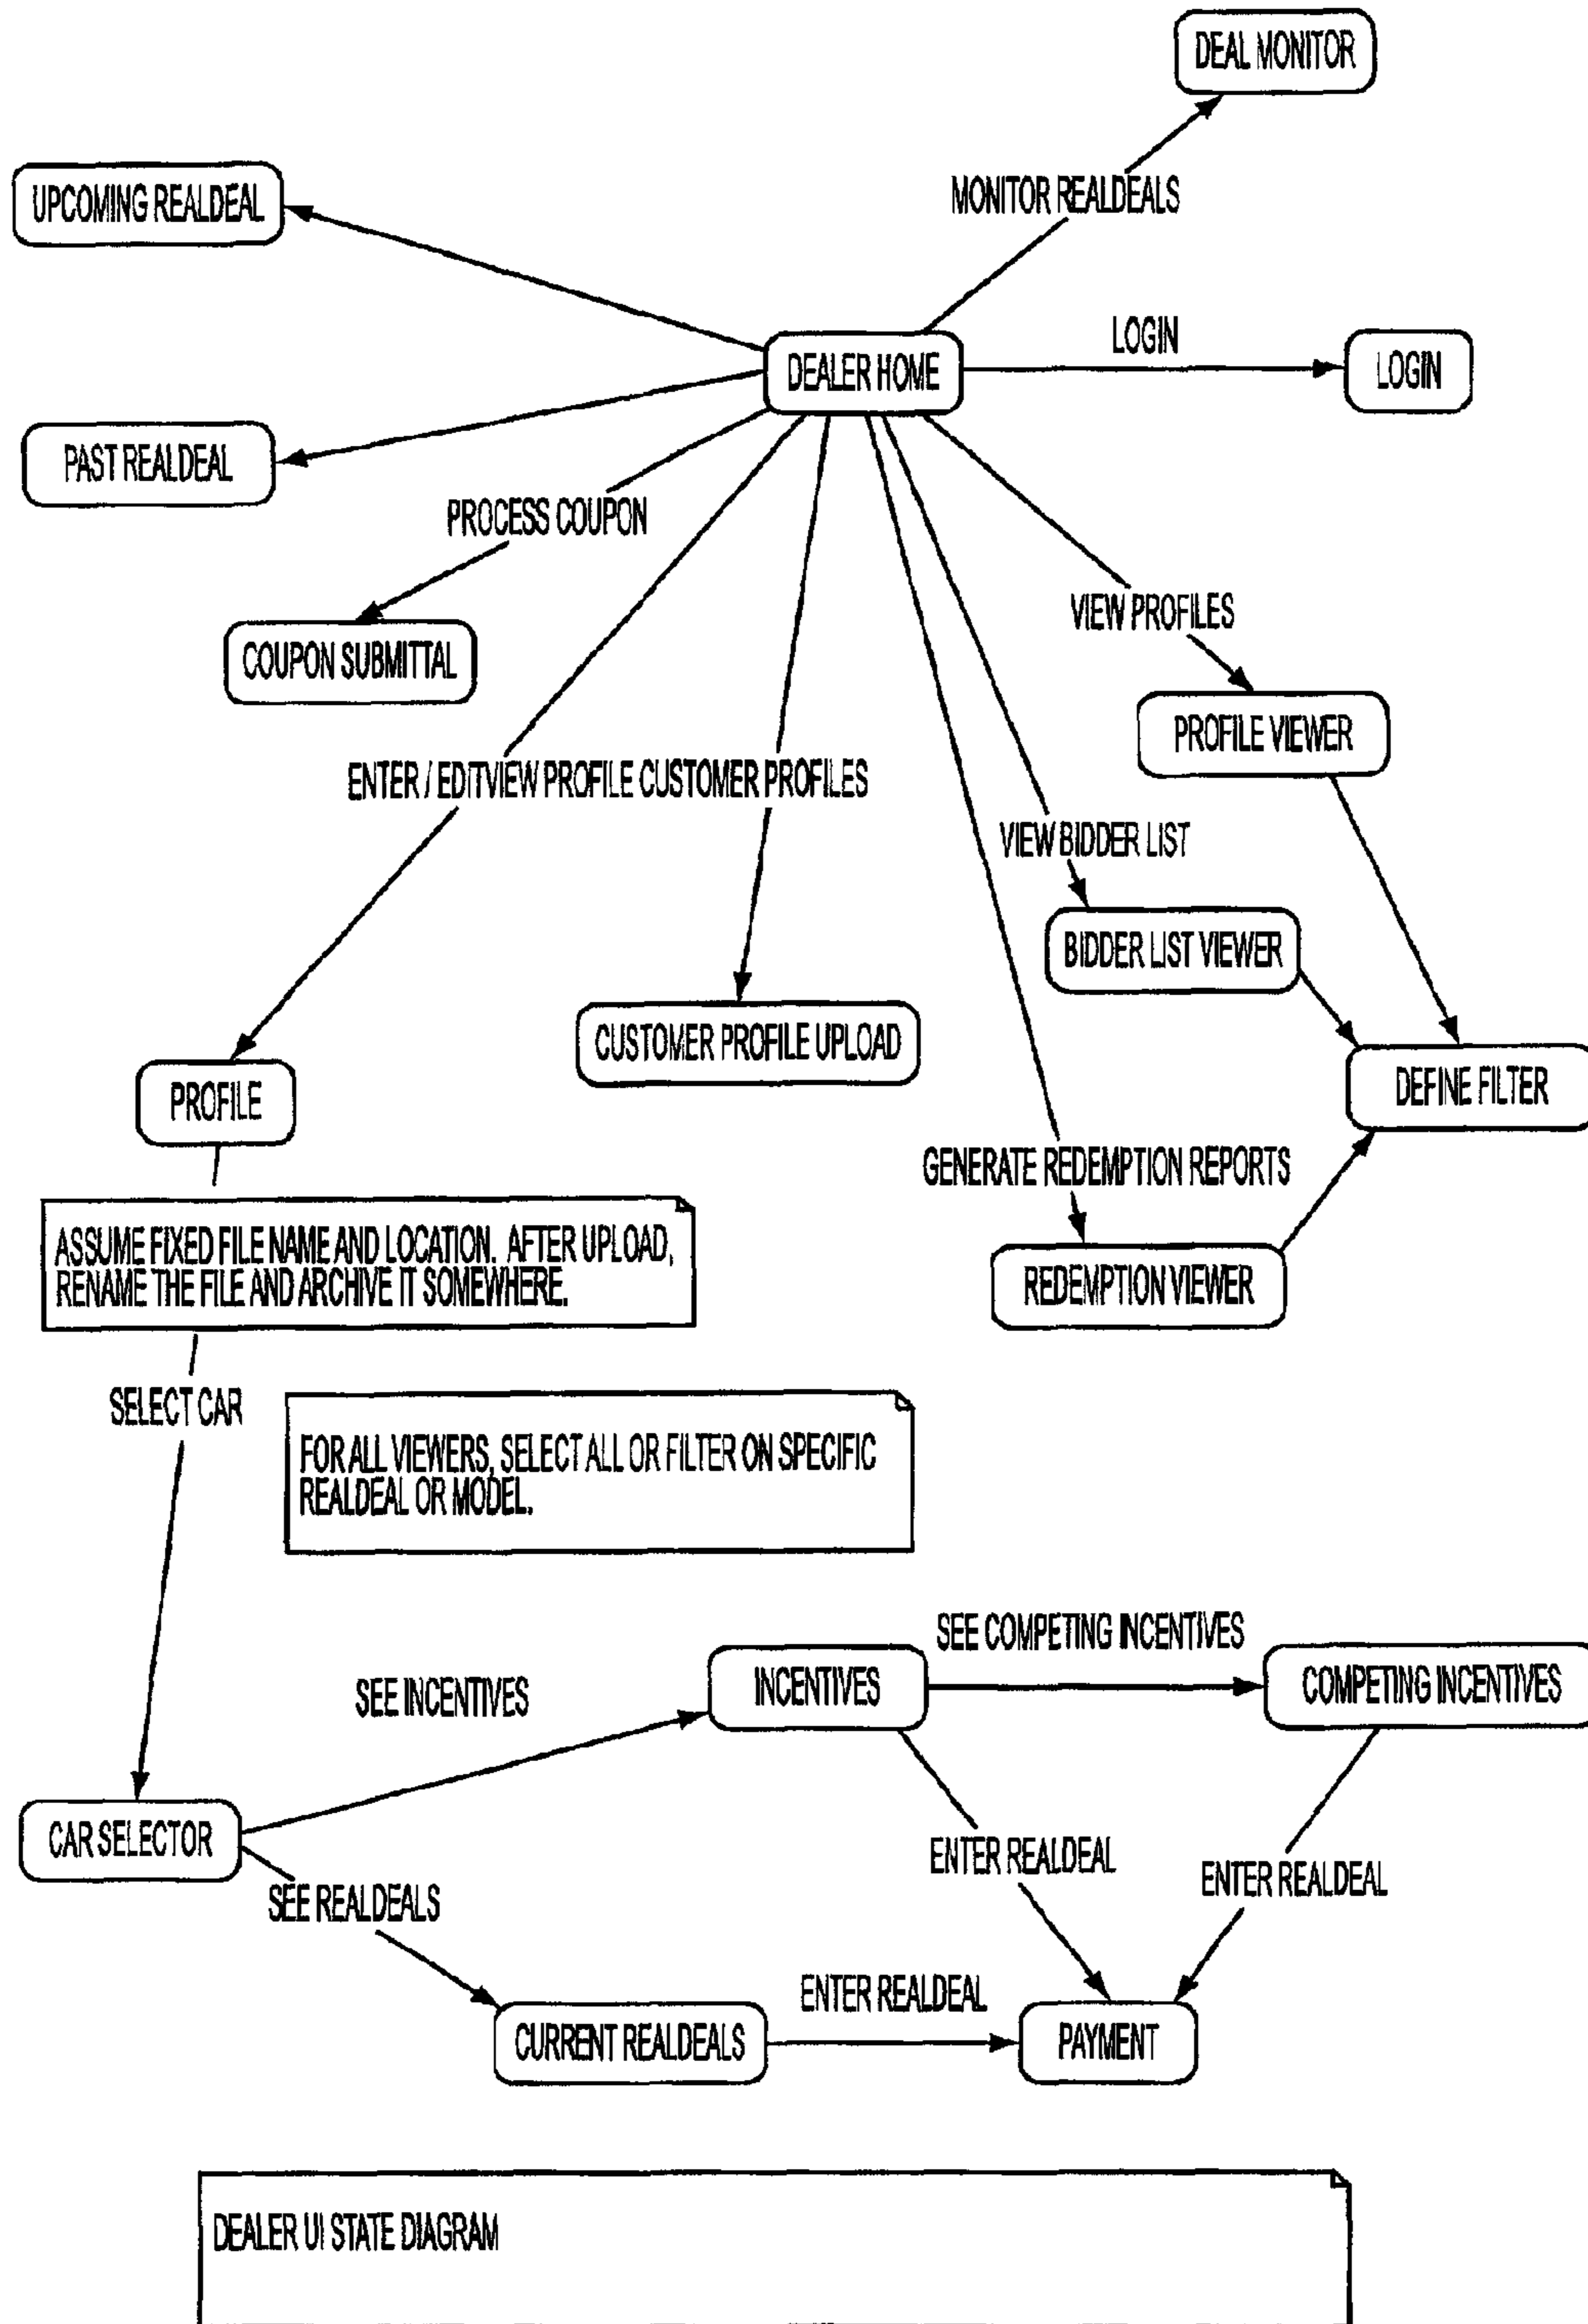 DEAL MONITOR
UPCOMING REALDEAL
MONITOR REALDEALS
LOGIN
DEALER HOME
LOGIN
PAST REALDEAL
PROCESS COUPON
VIEW PROFILES
COUPON SUBMITTAL
PROFILE VIEWER
ENTER / EDITVIEW PROFILE CUSTOMER PROFILES
VIEW BIDDER LIST
BIDDER LIST VIEWER
CUSTOMER PROFILE UPLOAD
DEFINE FILTER
PROFILE
GENERATE REDEMPTION REPORTS
ASSUME FIXED FILE NAME AND LOCATION. AFTER UPLOAD,
RENAME THE FILE AND ARCHIVE IT SOMEWHERE.
REDEMPTION VIEWER
SELECT CAR
FOR ALL VIEWERS, SELECT ALL OR FILTER ON SPECIFIC
REALDEAL OR MODEL.
SEE COMPETING INCENTIVES
SEE INCENTIVES
INCENTIVES
COMPETING INCENTIVES
CAR SELECTOR
ENTER REALDEAL
ENTER REALDEAL
SEE REALDEALS
ENTER REALDEAL
CURRENT REALDEALS
PAYMENT
DEALER UI STATE DIAGRAM